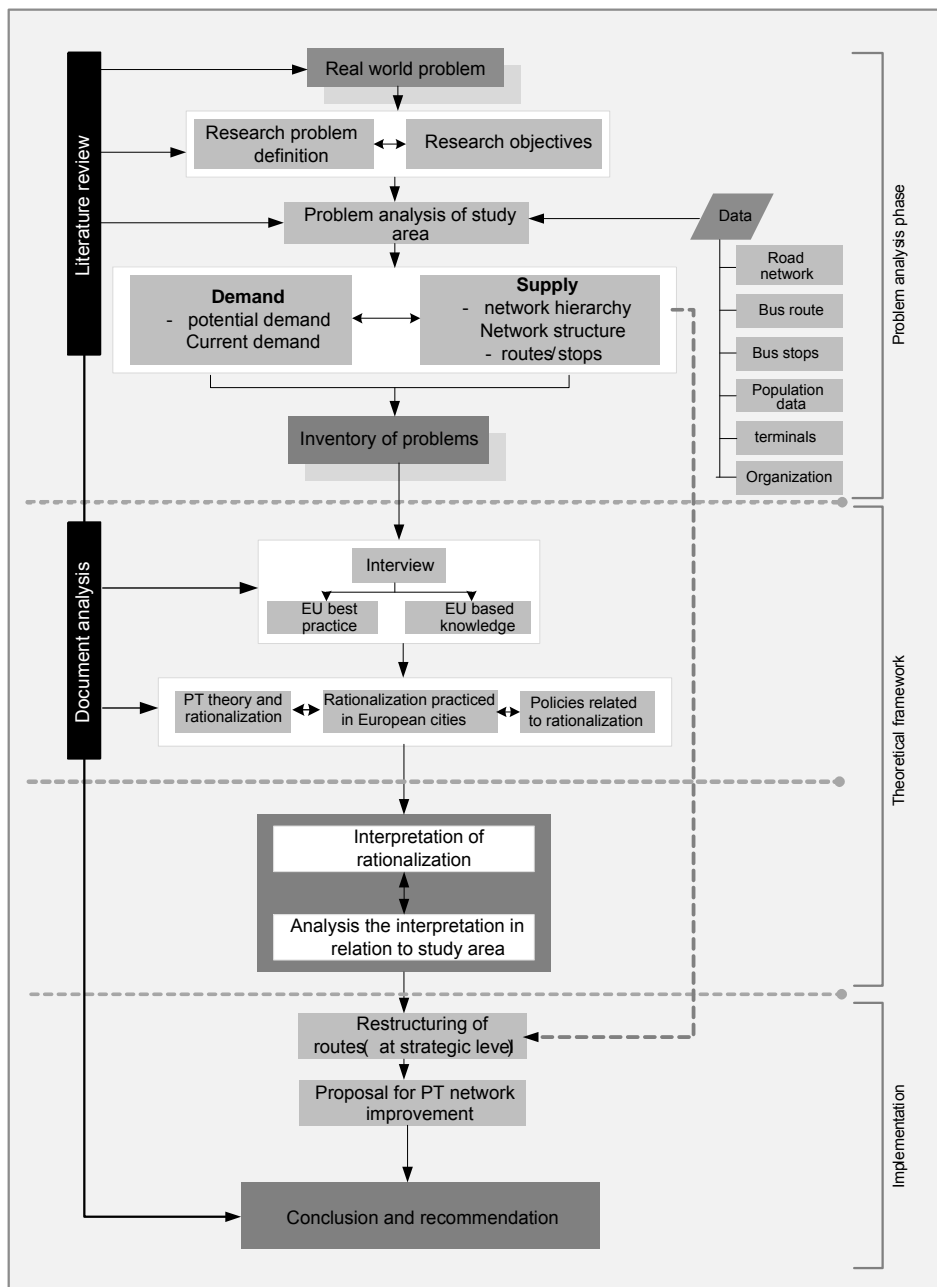 Literature review
Real world problem
Research problem
definition
Research objectives
Problem analysis of study
area
Data
Road
network
Bus route
Bus stops
Population
data
terminals
Organization
Problem analysis phase
Demand
- potential demand
Current demand
Supply
- network hierarchy
Network structure
- routes/stops
Inventory of problems
Document analysis
Interview
EU best
practice
EU based
knowledge
PT theory and
rationalization
Rationalization practiced
in European cities
Policies related
to rationalization
Theoretical framework
Interpretation of
rationalization
Analysis the interpretation in
relation to study area
Restructuring of
routes( at strategic level)
Proposal for PT network
improvement
Implementation
Conclusion and recommendation